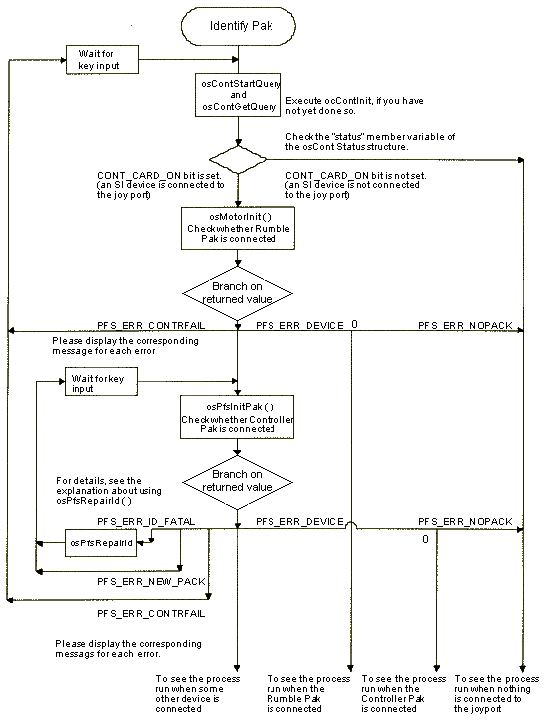 Identify Pak
Wait for
key input
osContStartQuery
and
osContGetQuery
Execute ocContInit, if you have
not yet done so.
Check the "status" member variable of
the osCont Status structure.
CONT_CARD_ON bit is set.
(an SI device is connected to
the joy port)
CONT_CARD_ON bit is not set.
(an SI device is not connected
to the joy port)
osMotorInit ( )
Check whether Rumble
Pak is connected
Branch on
returned value
PFS_ERR_CONTRFAIL
PFS_ERR_DEVICE
0
PFS_ERR_NOPACK
Please display the corresponding
message for each error
Wait for key
input
osPfsInitPak ( )
Check whether Controller
Pak is connected
Branch on
returned value
For details, see the
explanation about using
osPfsRepairId ( )
PFS_ERR_ID_FATAL
PFS_ERR_DEVICE
PFS_ERR_NOPACK
0
osPfsRepairId
PFS_ERR_NEW_PACK
PFS_ERR_CONTRFAIL
Please display the corresponding
messags for each error.
To see the process
run when some
other device is
connected
To see the process
run when the
Rumble Pak
is connected
To see the process
run when the
Controller Pak
is connected
To see the process
run when nothing
is connected to
the joyport